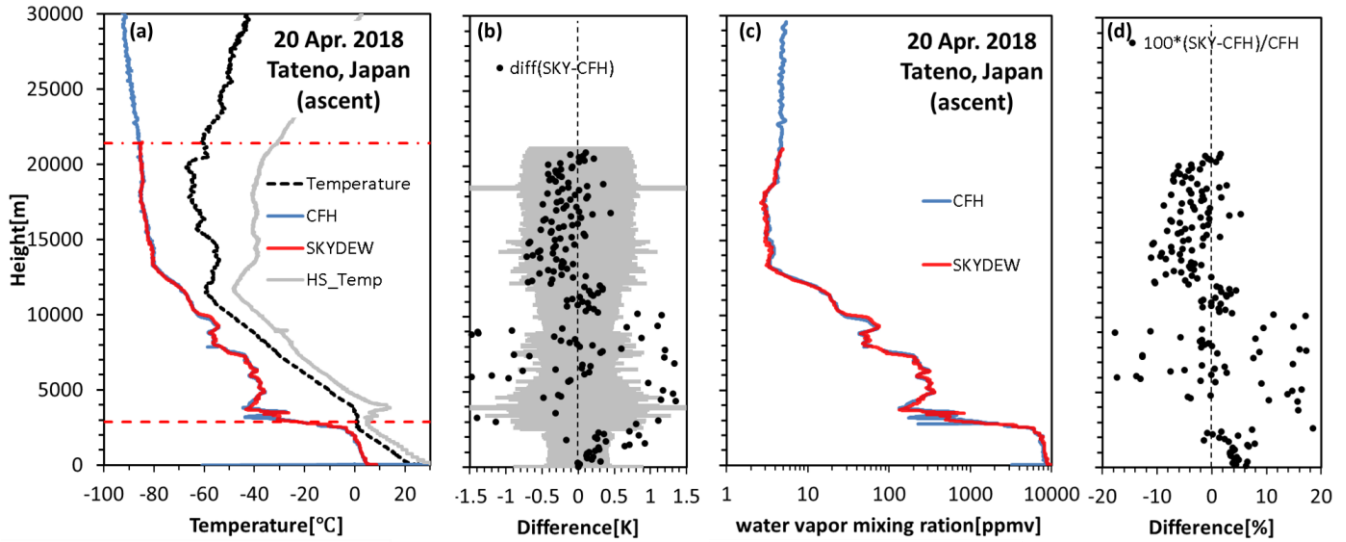 30000
25000
20000
15000
10000
5000
0
Height[m]
(a)
20 Apr. 2018
Tateno, Japan
(ascent)
Temperature
CFH
SKYDEW
HS_Temp
-100 -80 -60 -40 -20 0 20
Temperature[℃]
(b)
diff(SKY-CFH)
-1.5 -1 -0.5 0 0.5 1 1.5
Difference[K]
(c)
20 Apr. 2018
Tateno, Japan
(ascent)
CFH
SKYDEW
1 10 100 1000 10000
water vapor mixing ration[ppmv]
(d)
100*(SKY-CFH)/CFH
-20 -10 0 10 20
Difference[%]